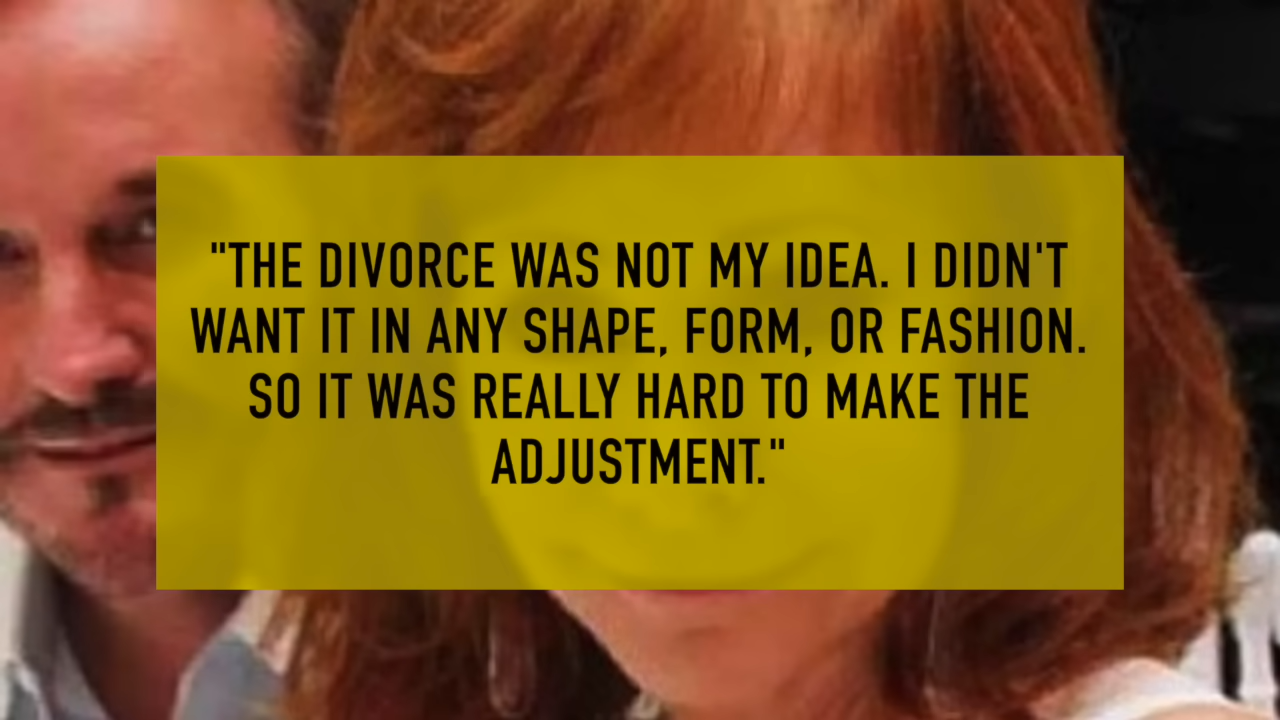 "THE DIVORCE WAS NOT MY IDEA. I DIDN'T
WANT IT IN ANY SHAPE, FORM, OR FASHION.
SO IT WAS REALLY HARD TO MAKE THE
ADJUSTMENT."